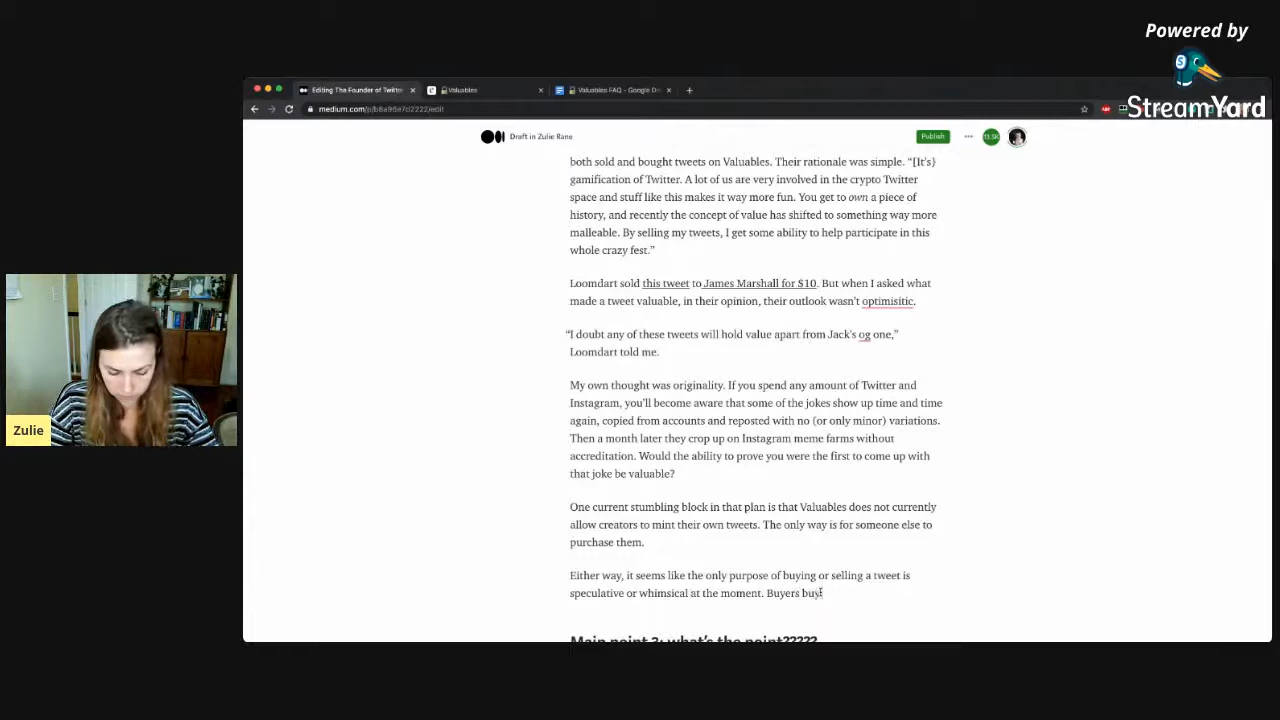 Powered by
StreamYard
Editing The Founder of Twitter
Valuables
Valuables FAQ - Google Do
medium.com/p/b8a95e7d2222/edit
Draft in Zulie Rane
Publish
both sold and bought tweets on Valuables. Their rationale was simple. “[It’s}
gamification of Twitter. A lot of us are very involved in the crypto Twitter
space and stuff like this makes it way more fun. You get to own a piece of
history, and recently the concept of value has shifted to something way more
malleable. By selling my tweets, I get some ability to help participate in this
whole crazy fest.”
Loomdart sold this tweet to James Marshall for $10. But when I asked what
made a tweet valuable, in their opinion, their outlook wasn’t optimisitic.
“I doubt any of these tweets will hold value apart from Jack’s og one,”
Loomdart told me.
My own thought was originality. If you spend any amount of Twitter and
Instagram, you’ll become aware that some of the jokes show up time and time
again, copied from accounts and reposted with no (or only minor) variations.
Then a month later they crop up on Instagram meme farms without
accreditation. Would the ability to prove you were the first to come up with
that joke be valuable?
One current stumbling block in that plan is that Valuables does not currently
allow creators to mint their own tweets. The only way is for someone else to
purchase them.
Either way, it seems like the only purpose of buying or selling a tweet is
speculative or whimsical at the moment. Buyers buy
Main point 3: what’s the point?????
Zulie